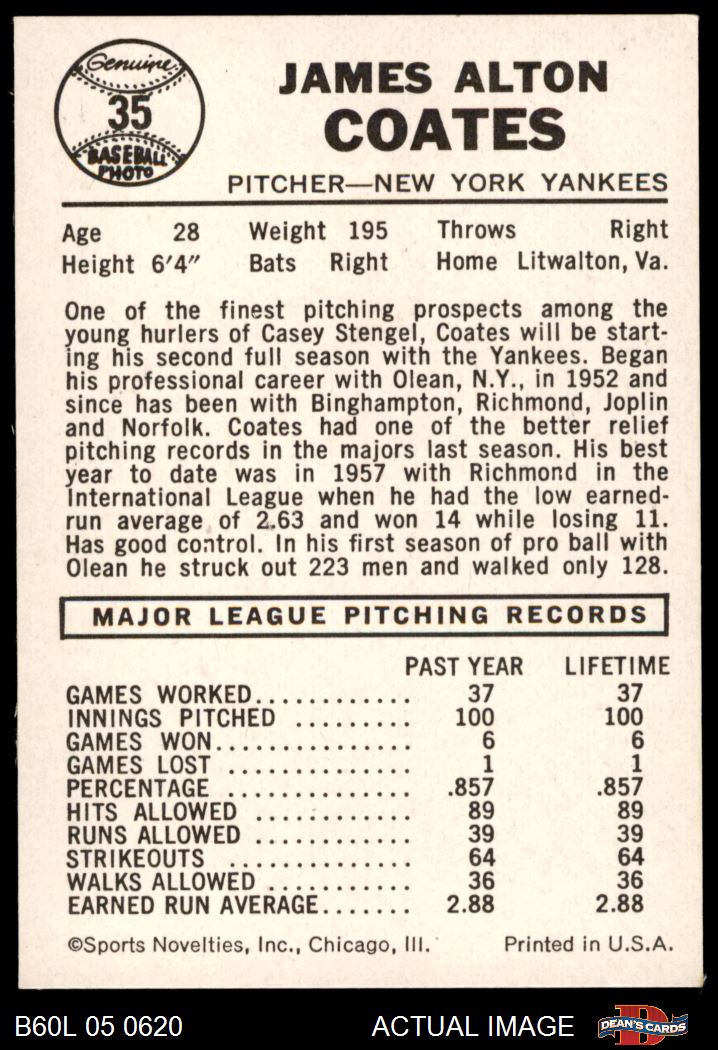 Genuine
35
BASEBALL
PHOTO
JAMES ALTON
COATES
PITCHER—NEW YORK YANKEES
Age 28 Weight 195 Throws Right
Height 6'4" Bats Right Home Litwalton, Va.
One of the finest pitching prospects among the
young hurlers of Casey Stengel, Coates will be start-
ing his second full season with the Yankees. Began
his professional career with Olean, N.Y., in 1952 and
since has been with Binghampton, Richmond, Joplin
and Norfolk. Coates had one of the better relief
pitching records in the majors last season. His best
year to date was in 1957 with Richmond in the
International League when he had the low earned-
run average of 2.63 and won 14 while losing 11.
Has good control. In his first season of pro ball with
Olean he struck out 223 men and walked only 128.
MAJOR LEAGUE PITCHING RECORDS
PAST YEAR LIFETIME
GAMES WORKED............ 37 37
INNINGS PITCHED ......... 100 100
GAMES WON............... 6 6
GAMES LOST .............. 1 1
PERCENTAGE .............. .857 .857
HITS ALLOWED ............ 89 89
RUNS ALLOWED ............ 39 39
STRIKEOUTS .............. 64 64
WALKS ALLOWED ........... 36 36
EARNED RUN AVERAGE....... 2.88 2.88
©Sports Novelties, Inc., Chicago, Ill. Printed in U.S.A.
B60L 05 0620 ACTUAL IMAGE D DEAN'S CARDS